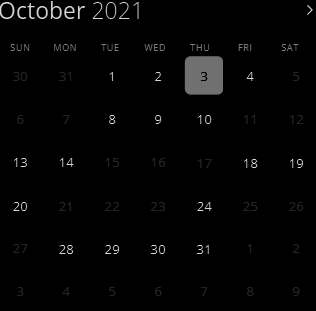 October 2021
SUN MON TUE WED THU FRI SAT
30 31 1 2 3 4 5
6 7 8 9 10 11 12
13 14 15 16 17 18 19
20 21 22 23 24 25 26
27 28 29 30 31 1 2
3 4 5 6 7 8 9